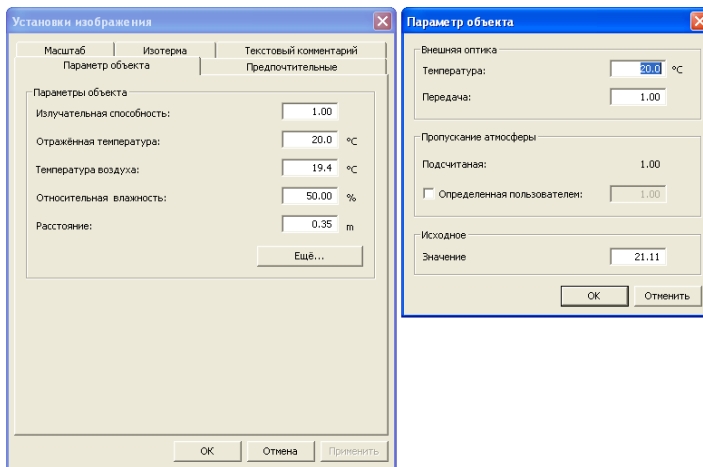 Установки изображения
Масштаб
Изотерма
Текстовый комментарий
Параметр объекта
Предпочтительные
Параметры объекта
Излучательная способность: 1.00
Отражённая температура: 20.0 °C
Температура воздуха: 19.4 °C
Относительная влажность: 50.00 %
Расстояние: 0.35 m
Ещё...
OK
Отмена
Применить
Параметр объекта
Внешняя оптика
Температура: 20.0 °C
Передача: 1.00
Пропускание атмосферы
Подсчитаная: 1.00
Определенная пользователем: 1.00
Исходное
Значение 21.11
OK
Отменить